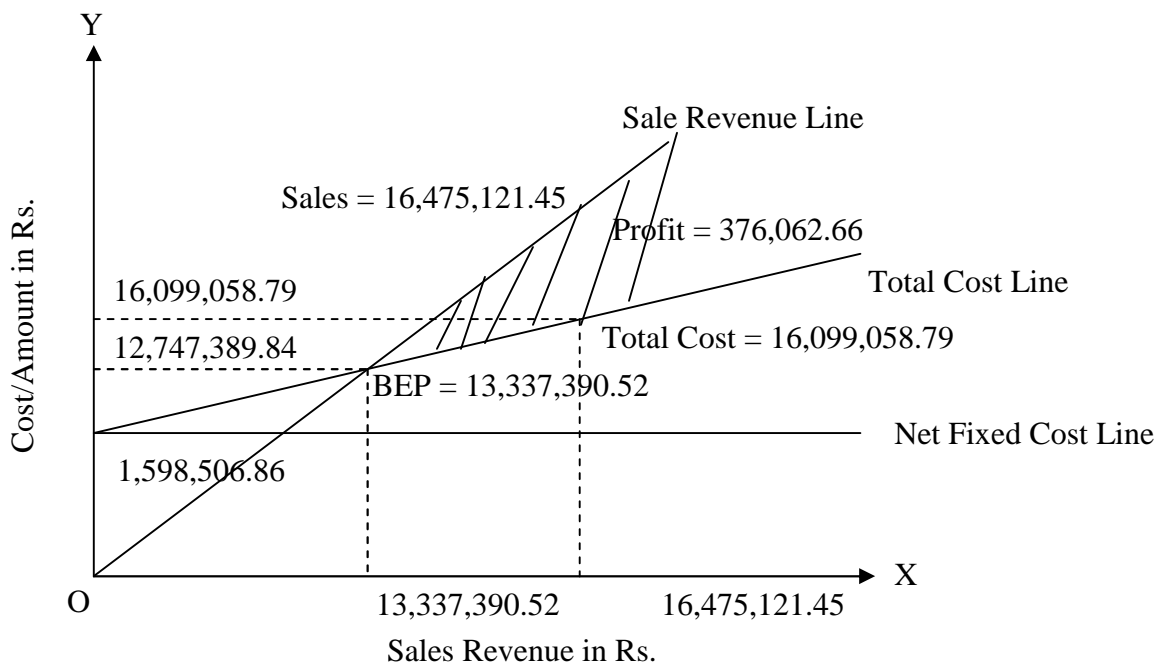 Y
Sale Revenue Line
Sales = 16,475,121.45
Profit = 376,062.66
Cost/Amount in Rs.
16,099,058.79
Total Cost Line
Total Cost = 16,099,058.79
12,747,389.84
BEP = 13,337,390.52
Net Fixed Cost Line
1,598,506.86
X
O
13,337,390.52
16,475,121.45
Sales Revenue in Rs.